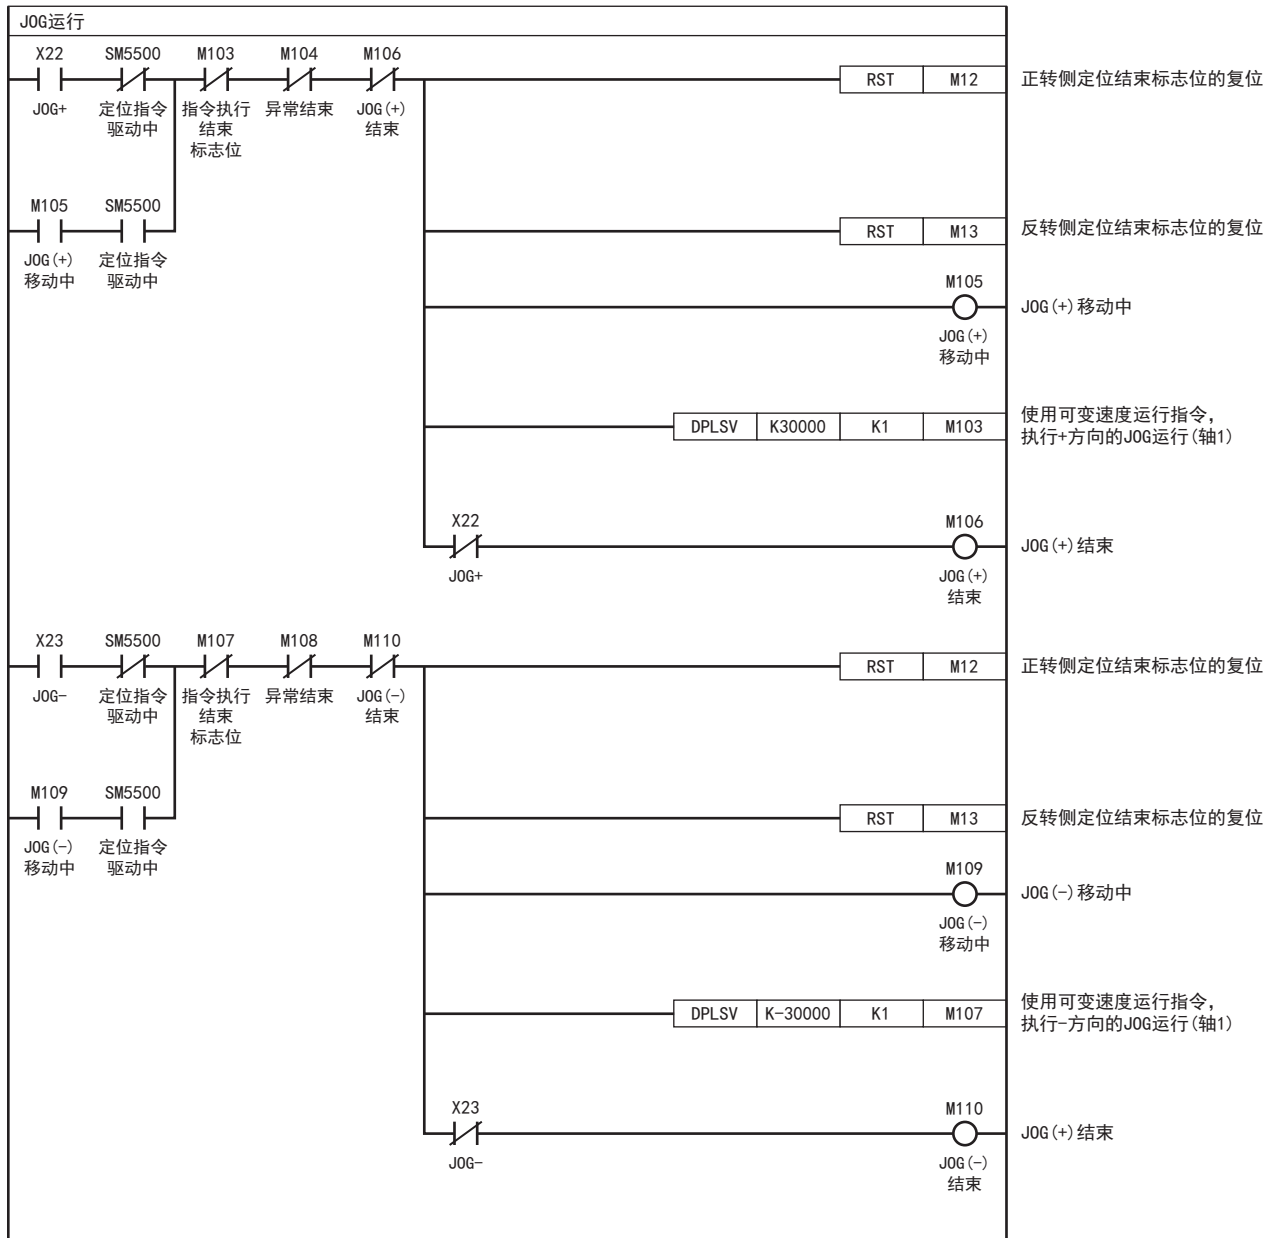 JOG运行
X22 SM5500 M103 M104 M106
RST M12 正转侧定位结束标志位的复位
JOG+ 定位指令 指令执行 异常结束 JOG(+)
驱动中 结束 结束
标志位
M105 SM5500
RST M13 反转侧定位结束标志位的复位
JOG(+) 定位指令
移动中 驱动中
M105
JOG(+)移动中
JOG(+)
移动中
使用可变速度运行指令，
DPLSV K30000 K1 M103
执行+方向的JOG运行(轴1)
X22 M106
JOG(+)结束
JOG+ JOG(+)
结束
X23 SM5500 M107 M108 M110
RST M12 正转侧定位结束标志位的复位
JOG- 定位指令 指令执行 异常结束 JOG(-)
驱动中 结束 结束
标志位
M109 SM5500
RST M13 反转侧定位结束标志位的复位
JOG(-) 定位指令
移动中 驱动中
M109
JOG(-)移动中
JOG(-)
移动中
使用可变速度运行指令，
DPLSV K-30000 K1 M107
执行-方向的JOG运行(轴1)
X23 M110
JOG(+)结束
JOG- JOG(-)
结束